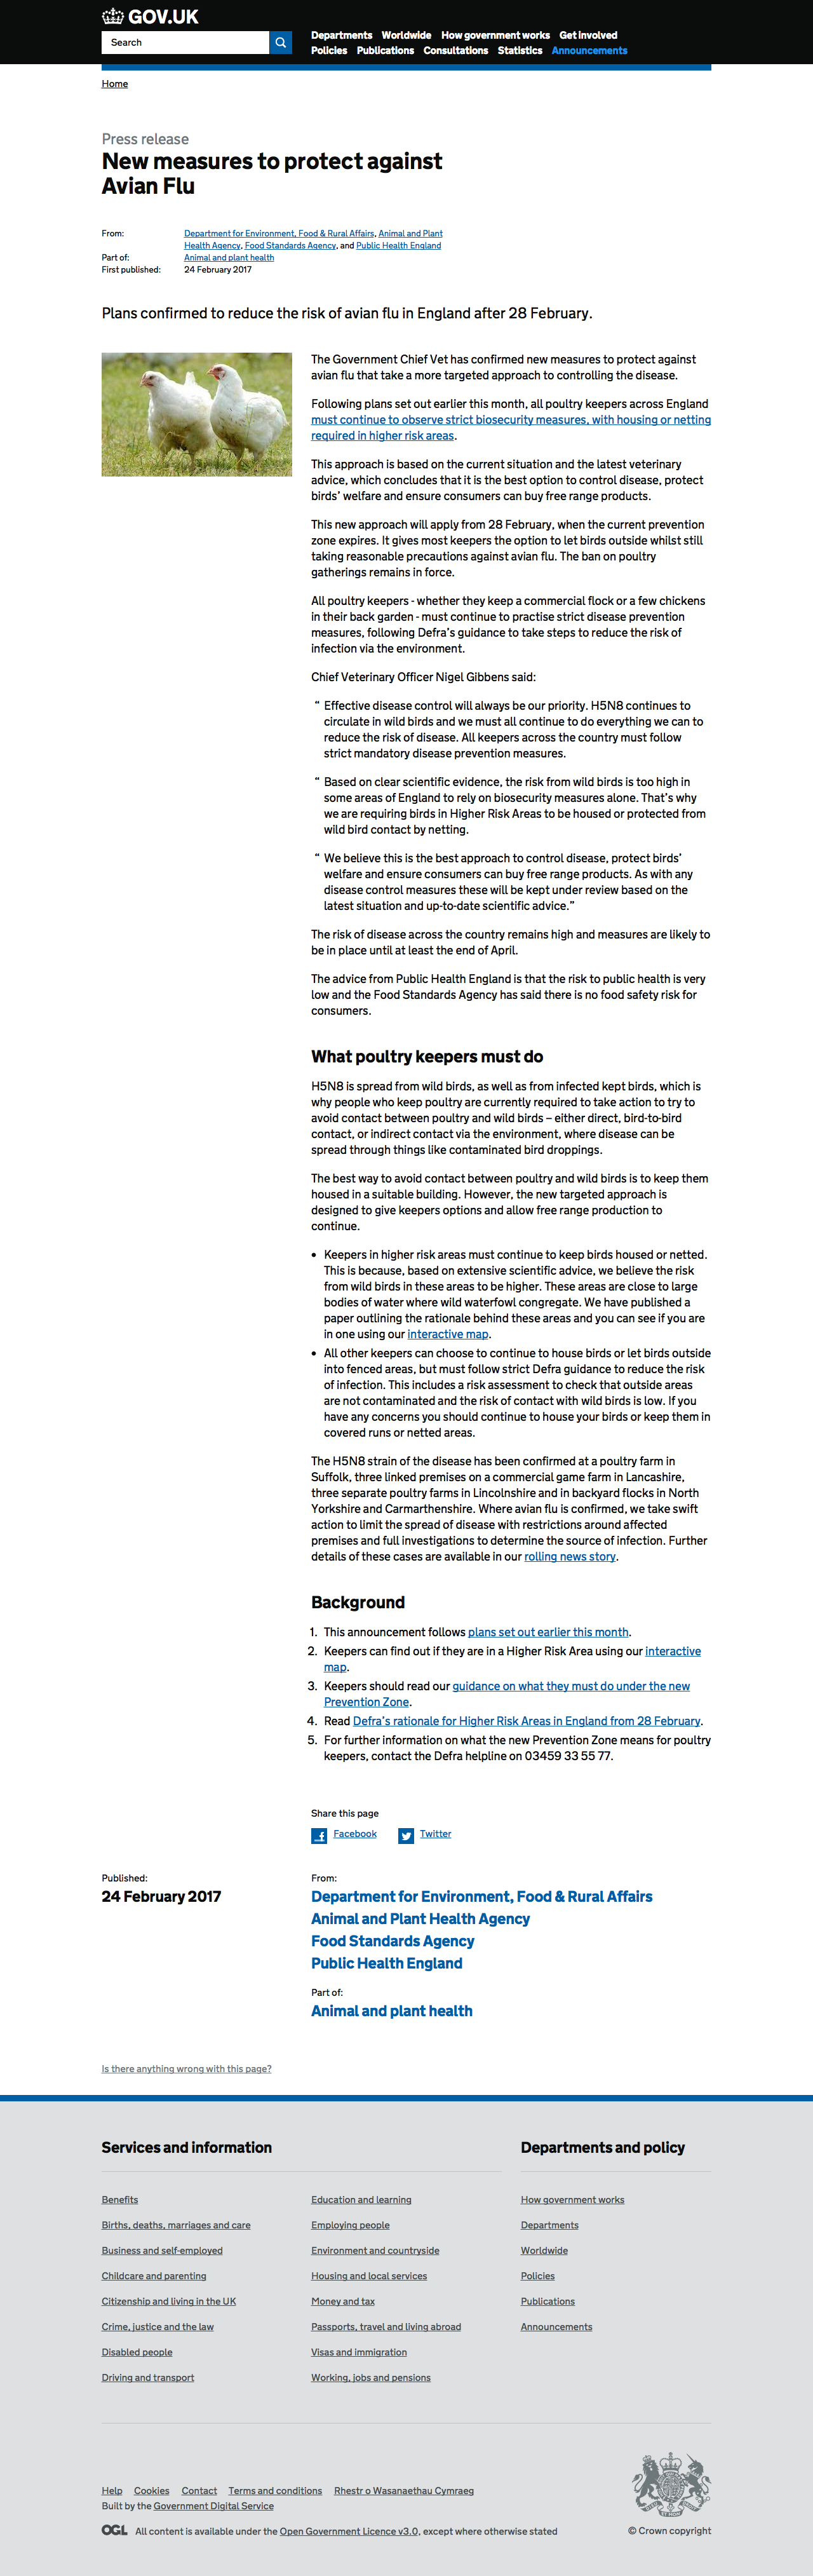 GOV.UK
Search
Departments Worldwide How government works Get involved
Policies Publications Consultations Statistics Announcements
Home
Press release
New measures to protect against
Avian Flu
From: Department for Environment, Food & Rural Affairs, Animal and Plant
Health Agency, Food Standards Agency, and Public Health England
Part of: Animal and plant health
First published: 24 February 2017
Plans confirmed to reduce the risk of avian flu in England after 28 February.
The Government Chief Vet has confirmed new measures to protect against
avian flu that take a more targeted approach to controlling the disease.
Following plans set out earlier this month, all poultry keepers across England
must continue to observe strict biosecurity measures, with housing or netting
required in higher risk areas.
This approach is based on the current situation and the latest veterinary
advice, which concludes that it is the best option to control disease, protect
birds' welfare and ensure consumers can buy free range products.
This new approach will apply from 28 February, when the current prevention
zone expires. It gives most keepers the option to let birds outside whilst still
taking reasonable precautions against avian flu. The ban on poultry
gatherings remains in force.
All poultry keepers - whether they keep a commercial flock or a few chickens
in their back garden - must continue to practise strict disease prevention
measures, following Defra's guidance to take steps to reduce the risk of
infection via the environment.
Chief Veterinary Officer Nigel Gibbens said:
“ Effective disease control will always be our priority. H5N8 continues to
circulate in wild birds and we must all continue to do everything we can to
reduce the risk of disease. All keepers across the country must follow
strict mandatory disease prevention measures.
“ Based on clear scientific evidence, the risk from wild birds is too high in
some areas of England to rely on biosecurity measures alone. That's why
we are requiring birds in Higher Risk Areas to be housed or protected from
wild bird contact by netting.
“ We believe this is the best approach to control disease, protect birds'
welfare and ensure consumers can buy free range products. As with any
disease control measures these will be kept under review based on the
latest situation and up-to-date scientific advice.”
The risk of disease across the country remains high and measures are likely to
be in place until at least the end of April.
The advice from Public Health England is that the risk to public health is very
low and the Food Standards Agency has said there is no food safety risk for
consumers.
What poultry keepers must do
H5N8 is spread from wild birds, as well as from infected kept birds, which is
why people who keep poultry are currently required to take action to try to
avoid contact between poultry and wild birds – either direct, bird-to-bird
contact, or indirect contact via the environment, where disease can be
spread through things like contaminated bird droppings.
The best way to avoid contact between poultry and wild birds is to keep them
housed in a suitable building. However, the new targeted approach is
designed to give keepers options and allow free range production to
continue.
• Keepers in higher risk areas must continue to keep birds housed or netted.
This is because, based on extensive scientific advice, we believe the risk
from wild birds in these areas to be higher. These areas are close to large
bodies of water where wild waterfowl congregate. We have published a
paper outlining the rationale behind these areas and you can see if you are
in one using our interactive map.
• All other keepers can choose to continue to house birds or let birds outside
into fenced areas, but must follow strict Defra guidance to reduce the risk
of infection. This includes a risk assessment to check that outside areas
are not contaminated and the risk of contact with wild birds is low. If you
have any concerns you should continue to house your birds or keep them in
covered runs or netted areas.
The H5N8 strain of the disease has been confirmed at a poultry farm in
Suffolk, three linked premises on a commercial game farm in Lancashire,
three separate poultry farms in Lincolnshire and in backyard flocks in North
Yorkshire and Carmarthenshire. Where avian flu is confirmed, we take swift
action to limit the spread of disease with restrictions around affected
premises and full investigations to determine the source of infection. Further
details of these cases are available in our rolling news story.
Background
1. This announcement follows plans set out earlier this month.
2. Keepers can find out if they are in a Higher Risk Area using our interactive
map.
3. Keepers should read our guidance on what they must do under the new
Prevention Zone.
4. Read Defra's rationale for Higher Risk Areas in England from 28 February.
5. For further information on what the new Prevention Zone means for poultry
keepers, contact the Defra helpline on 03459 33 55 77.
Share this page
Facebook Twitter
Published:
24 February 2017
From:
Department for Environment, Food & Rural Affairs
Animal and Plant Health Agency
Food Standards Agency
Public Health England
Part of:
Animal and plant health
Is there anything wrong with this page?
Services and information
Benefits
Births, deaths, marriages and care
Business and self-employed
Childcare and parenting
Citizenship and living in the UK
Crime, justice and the law
Disabled people
Driving and transport
Education and learning
Employing people
Environment and countryside
Housing and local services
Money and tax
Passports, travel and living abroad
Visas and immigration
Working, jobs and pensions
Departments and policy
How government works
Departments
Worldwide
Policies
Publications
Announcements
Help Cookies Contact Terms and conditions Rhestr o Wasanaethau Cymraeg
Built by the Government Digital Service
OGL All content is available under the Open Government Licence v3.0, except where otherwise stated
© Crown copyright